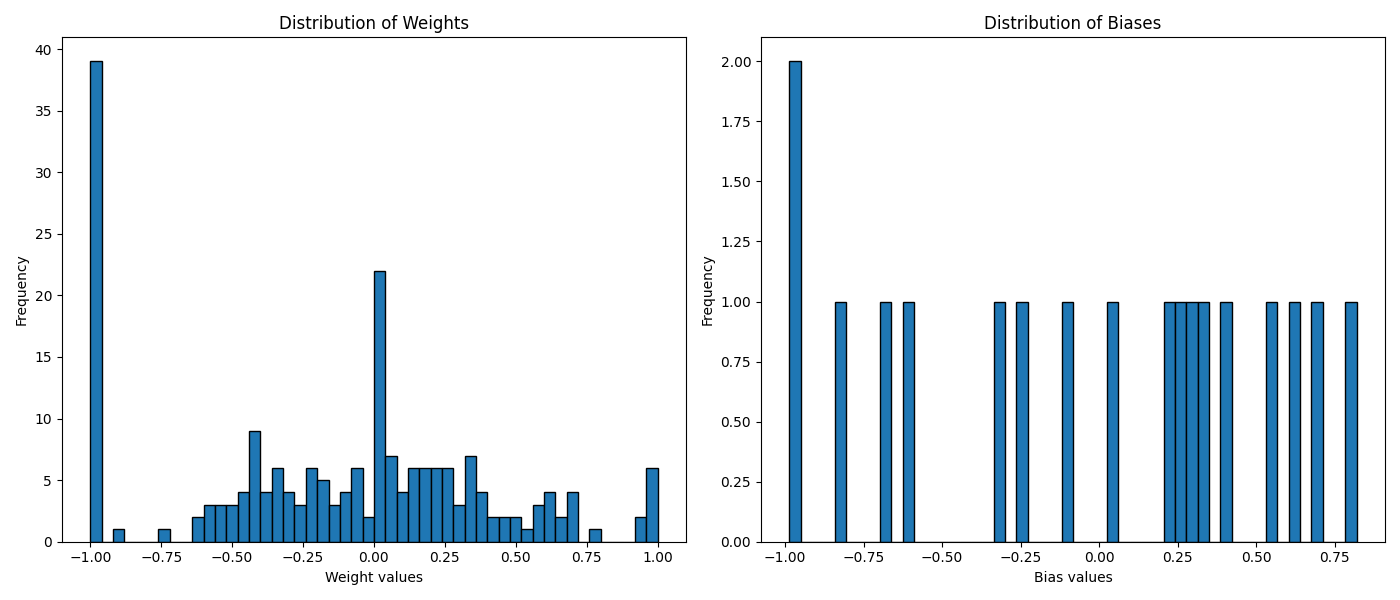 Distribution of Weights
Frequency
40
35
30
25
20
15
10
5
0
−1.00 −0.75 −0.50 −0.25 0.00 0.25 0.50 0.75 1.00
Weight values
Distribution of Biases
Frequency
2.00
1.75
1.50
1.25
1.00
0.75
0.50
0.25
0.00
−1.00 −0.75 −0.50 −0.25 0.00 0.25 0.50 0.75
Bias values